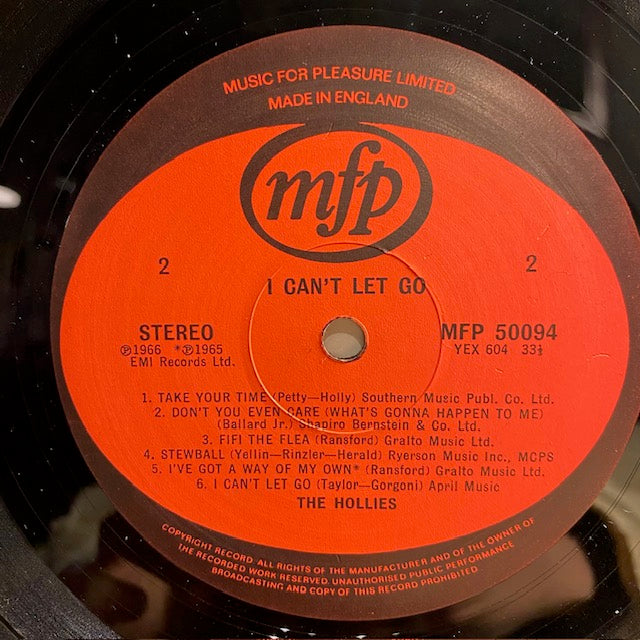 MUSIC FOR PLEASURE LIMITED
MADE IN ENGLAND
mfp
2
2
I CAN'T LET GO
STEREO
℗1966 *℗1965
EMI Records Ltd.
MFP 50094
YEX 604 33⅓
1. TAKE YOUR TIME (Petty—Holly) Southern Music Publ. Co. Ltd.
2. DON'T YOU EVEN CARE (WHAT'S GONNA HAPPEN TO ME)
(Ballard Jr.) Shapiro Bernstein & Co. Ltd.
3. FIFI THE FLEA (Ransford) Gralto Music Ltd.
4. STEWBALL (Yellin—Rinzler—Herald) Ryerson Music Inc., MCPS
5. I'VE GOT A WAY OF MY OWN* (Ransford) Gralto Music Ltd.
6. I CAN'T LET GO (Taylor—Gorgoni) April Music
THE HOLLIES
COPYRIGHT RECORD ALL RIGHTS OF THE MANUFACTURER AND OF THE OWNER OF
THE RECORDED WORK RESERVED. UNAUTHORISED PUBLIC PERFORMANCE
BROADCASTING AND COPY OF THIS RECORD PROHIBITED.